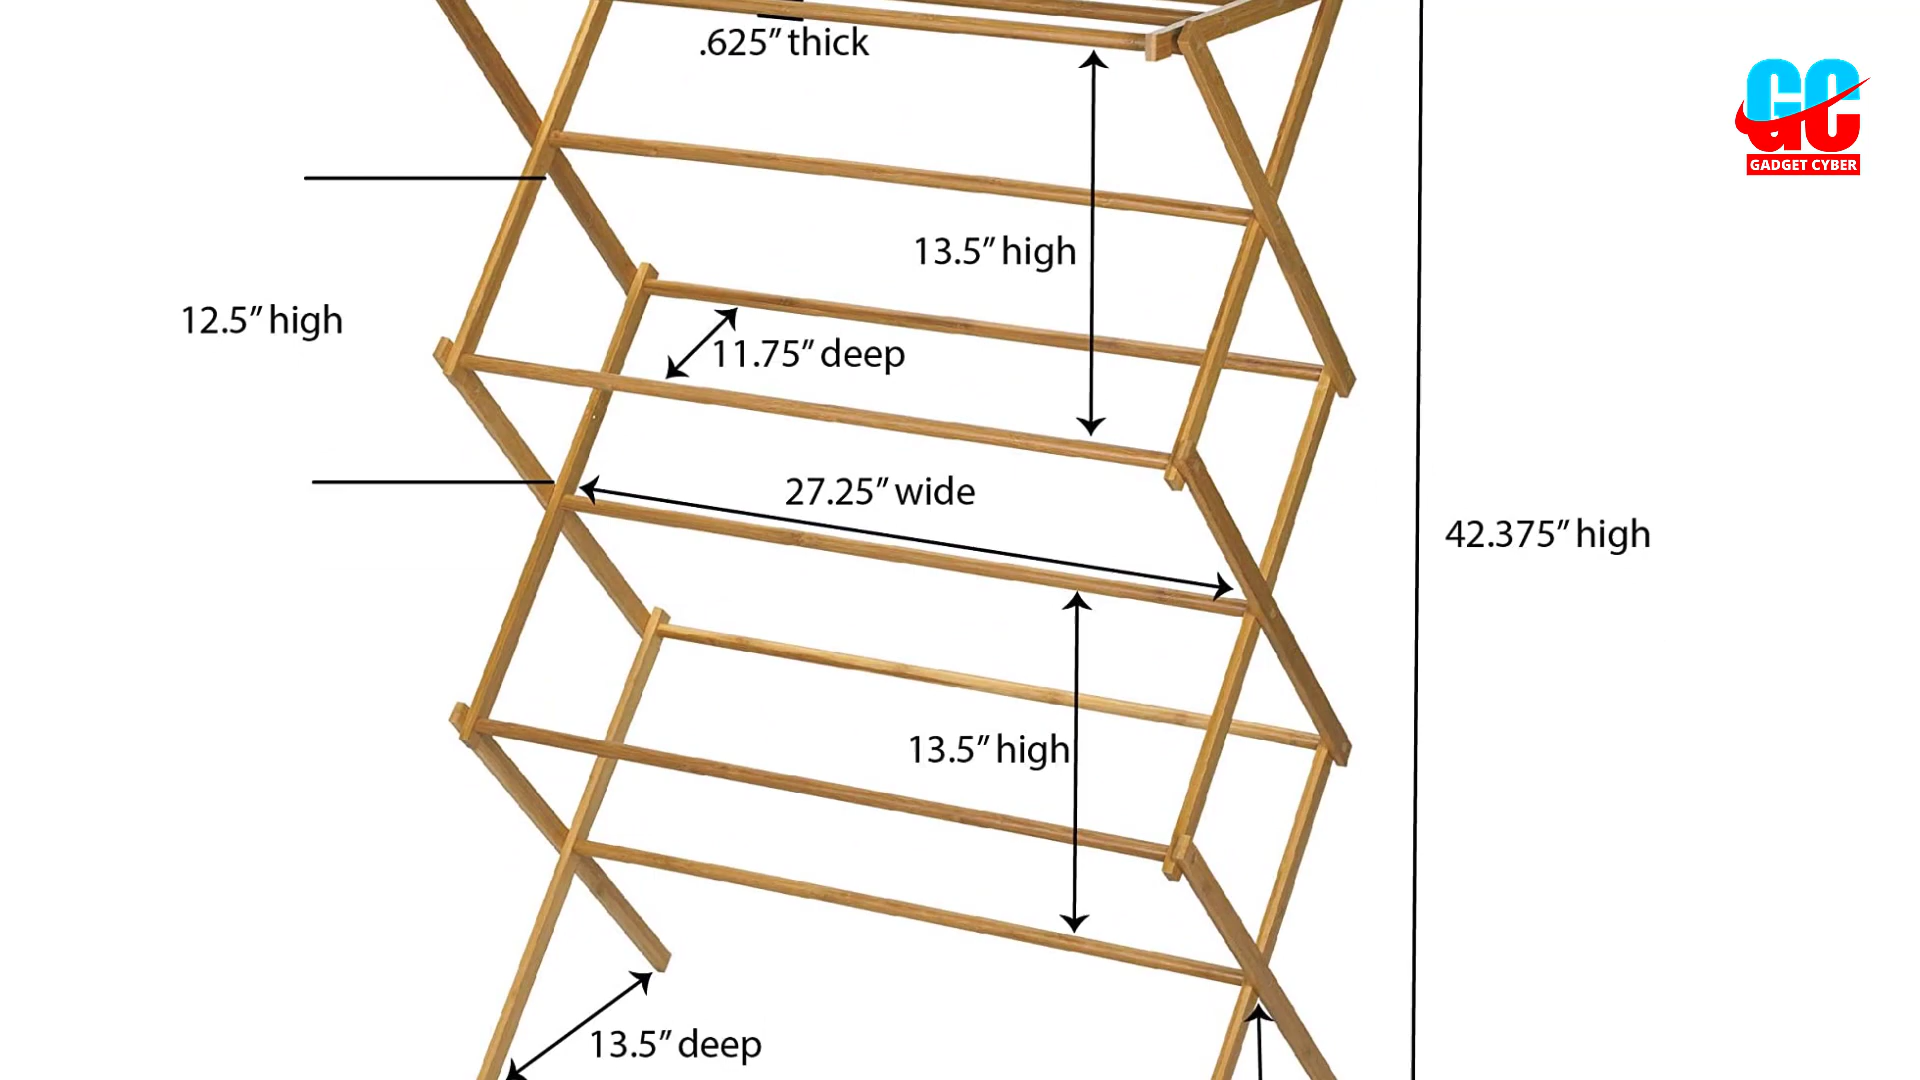 .625” thick
GC
GADGET CYBER
13.5” high
12.5” high
11.75” deep
27.25” wide
42.375” high
13.5” high
13.5” deep